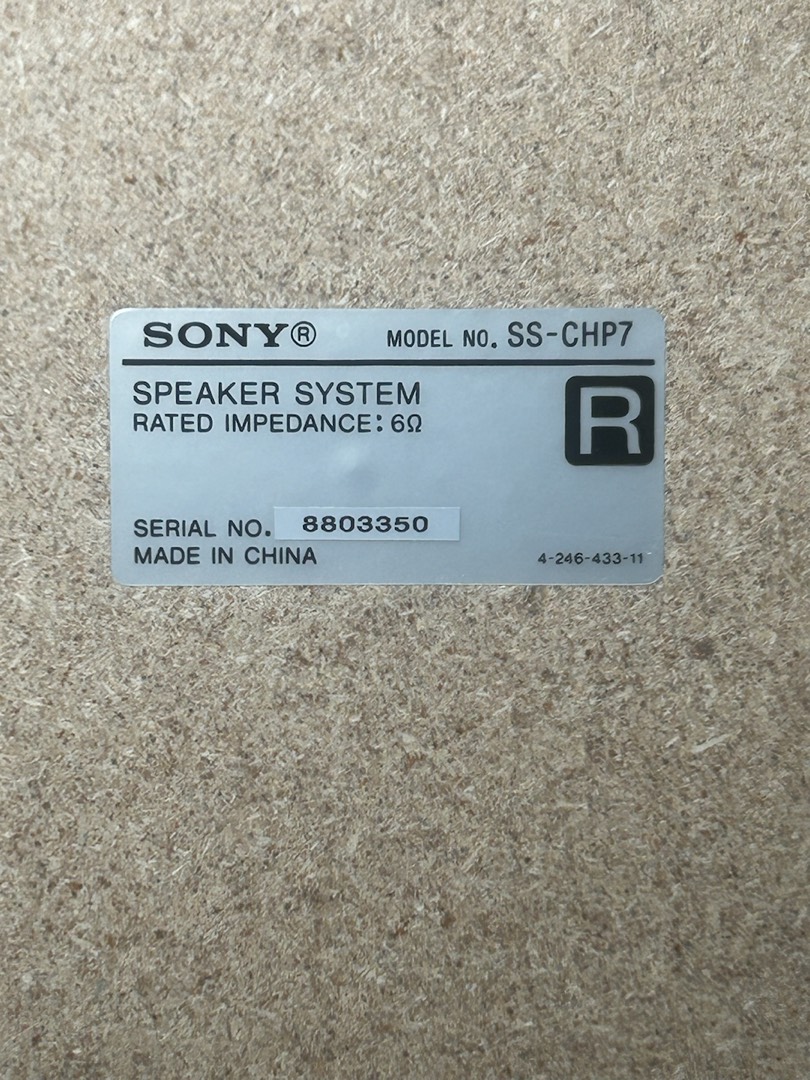 SONY® MODEL NO. SS-CHP7
SPEAKER SYSTEM
RATED IMPEDANCE: 6Ω
R
SERIAL NO. 8803350
MADE IN CHINA 4-246-433-11